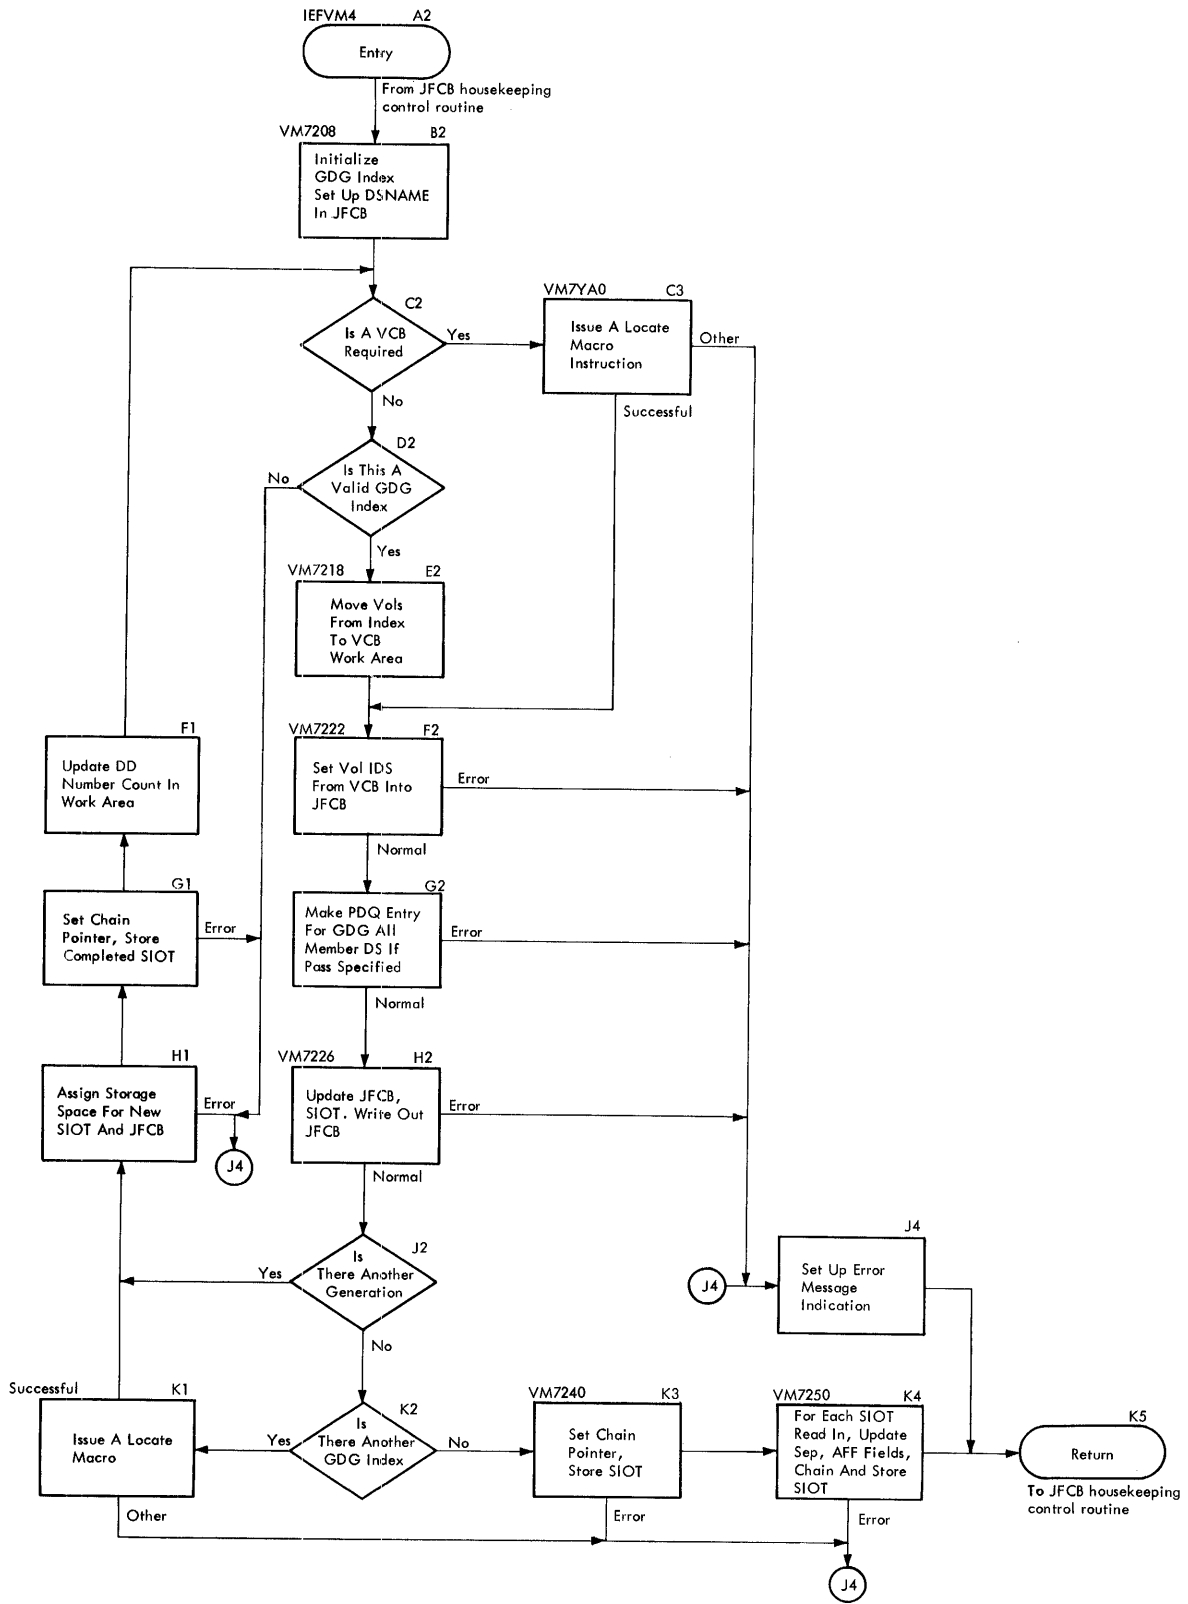 IEFVM4 A2
Entry
From JFCB housekeeping
control routine
VM7208 B2
Initialize
GDG Index
Set Up DSNAME
In JFCB
C2
Is A VCB
Required
Yes
No
VM7YA0 C3
Issue A Locate
Macro
Instruction
Other
Successful
D2
Is This A
Valid GDG
Index
No
Yes
VM7218 E2
Move Vols
From Index
To VCB
Work Area
F1
Update DD
Number Count In
Work Area
VM7222 F2
Set Vol IDS
From VCB Into
JFCB
Error
Normal
G1
Set Chain
Pointer, Store
Completed SIOT
Error
G2
Make PDQ Entry
For GDG All
Member DS If
Pass Specified
Error
Normal
H1
Assign Storage
Space For New
SIOT And JFCB
Error
J4
VM7226 H2
Update JFCB,
SIOT. Write Out
JFCB
Error
Normal
J2
Is
There Another
Generation
Yes
No
J4
J4
Set Up Error
Message
Indication
Successful
K1
Issue A Locate
Macro
Other
K2
Is
There Another
GDG Index
Yes
No
VM7240 K3
Set Chain
Pointer,
Store SIOT
Error
VM7250 K4
For Each SIOT
Read In, Update
Sep, AFF Fields,
Chain And Store
SIOT
Error
J4
K5
Return
To JFCB housekeeping
control routine